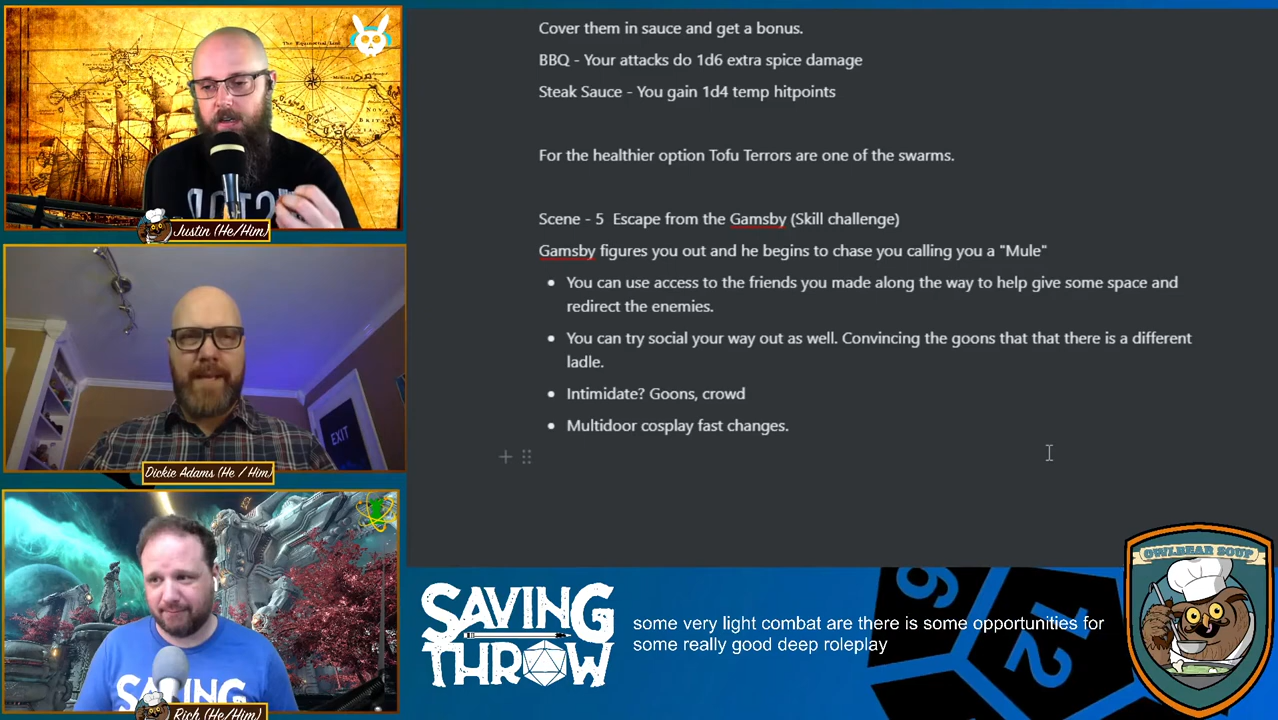 Cover them in sauce and get a bonus.
BBQ - Your attacks do 1d6 extra spice damage
Steak Sauce - You gain 1d4 temp hitpoints
For the healthier option Tofu Terrors are one of the swarms.
Scene - 5  Escape from the Gamsby (Skill challenge)
Gamsby figures you out and he begins to chase you calling you a "Mule"
You can use access to the friends you made along the way to help give some space and
redirect the enemies.
You can try social your way out as well. Convincing the goons that that there is a different
ladle.
Intimidate? Goons, crowd
Multidoor cosplay fast changes.
Justin (He/Him)
EXIT
Dickie Adams (He / Him)
SAVING
Rich (He/Him)
SAVING
THROW
some very light combat are there is some opportunities for
some really good deep roleplay
6
12
OWLBEAR SOUP